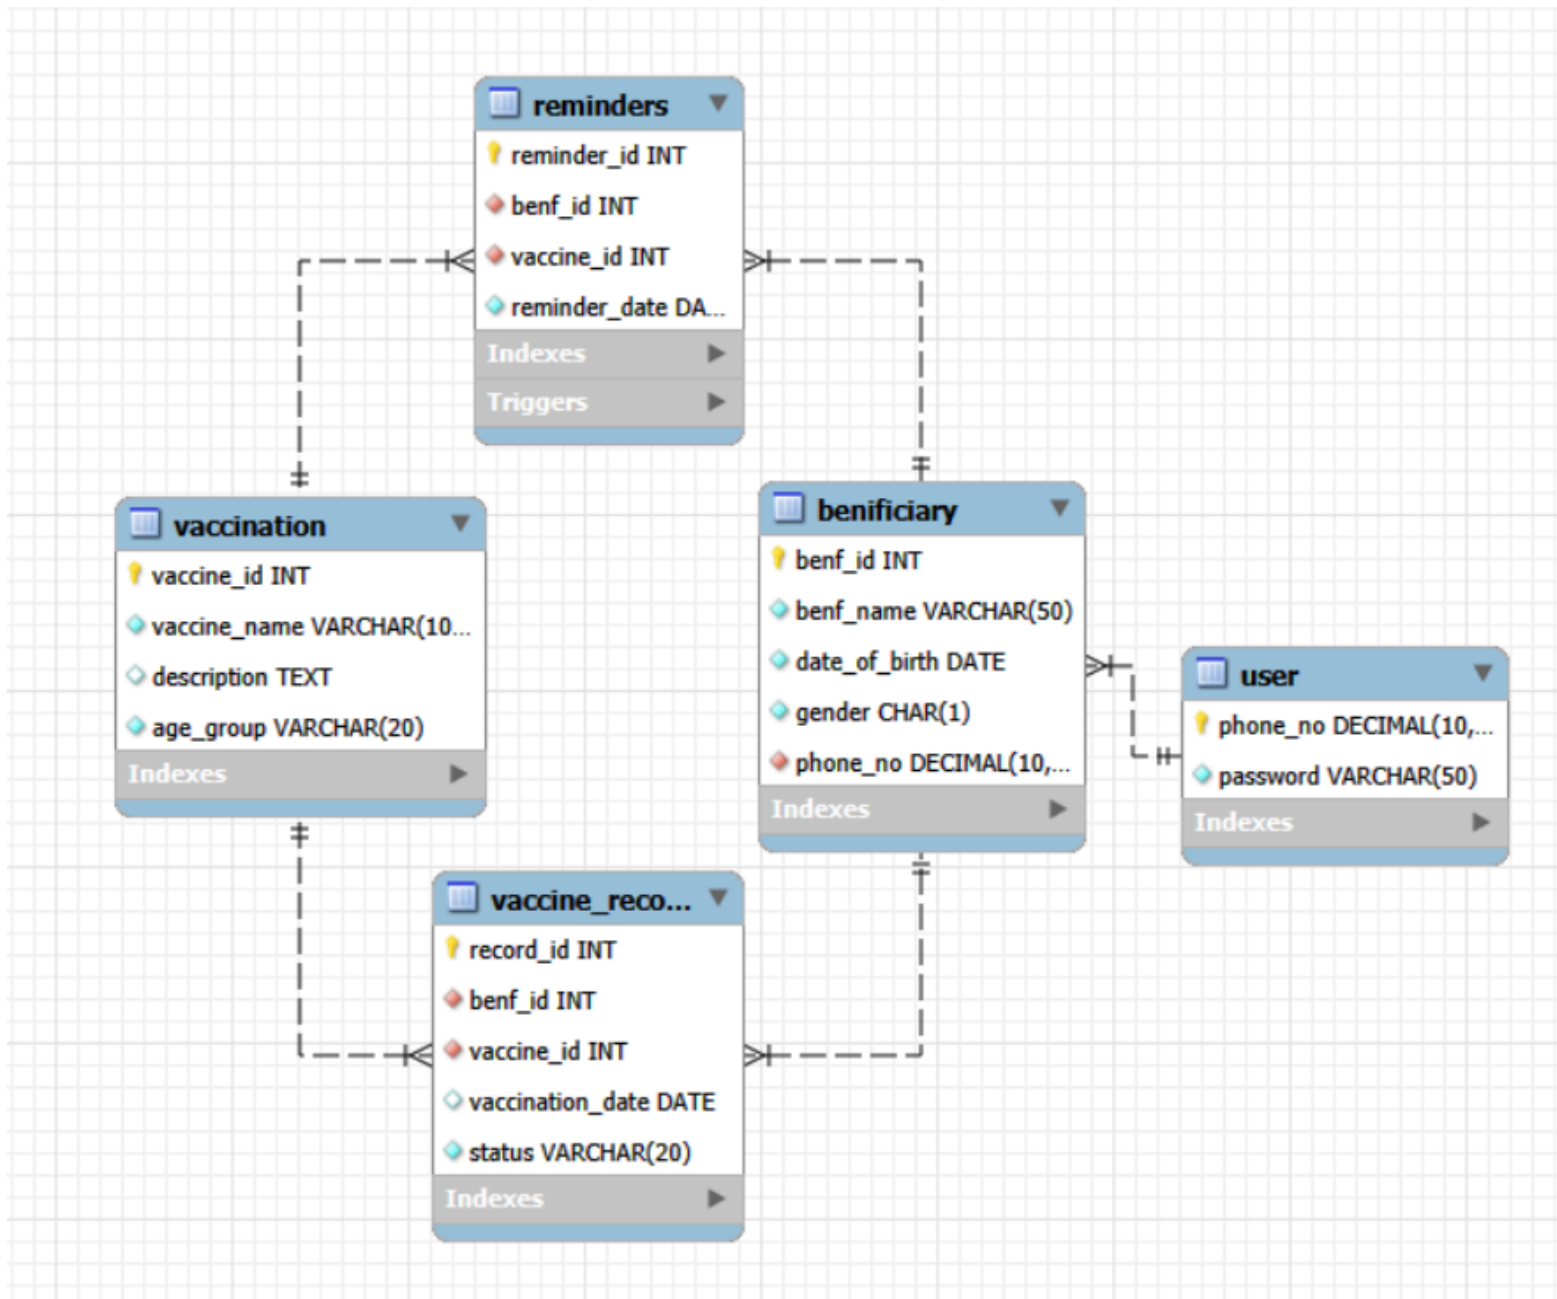 reminders
reminder_id INT
benf_id INT
vaccine_id INT
reminder_date DA...
Indexes
Triggers
vaccination
vaccine_id INT
vaccine_name VARCHAR(10...
description TEXT
age_group VARCHAR(20)
Indexes
benificiary
benf_id INT
benf_name VARCHAR(50)
date_of_birth DATE
gender CHAR(1)
phone_no DECIMAL(10,...
Indexes
user
phone_no DECIMAL(10,...
password VARCHAR(50)
Indexes
vaccine_reco...
record_id INT
benf_id INT
vaccine_id INT
vaccination_date DATE
status VARCHAR(20)
Indexes